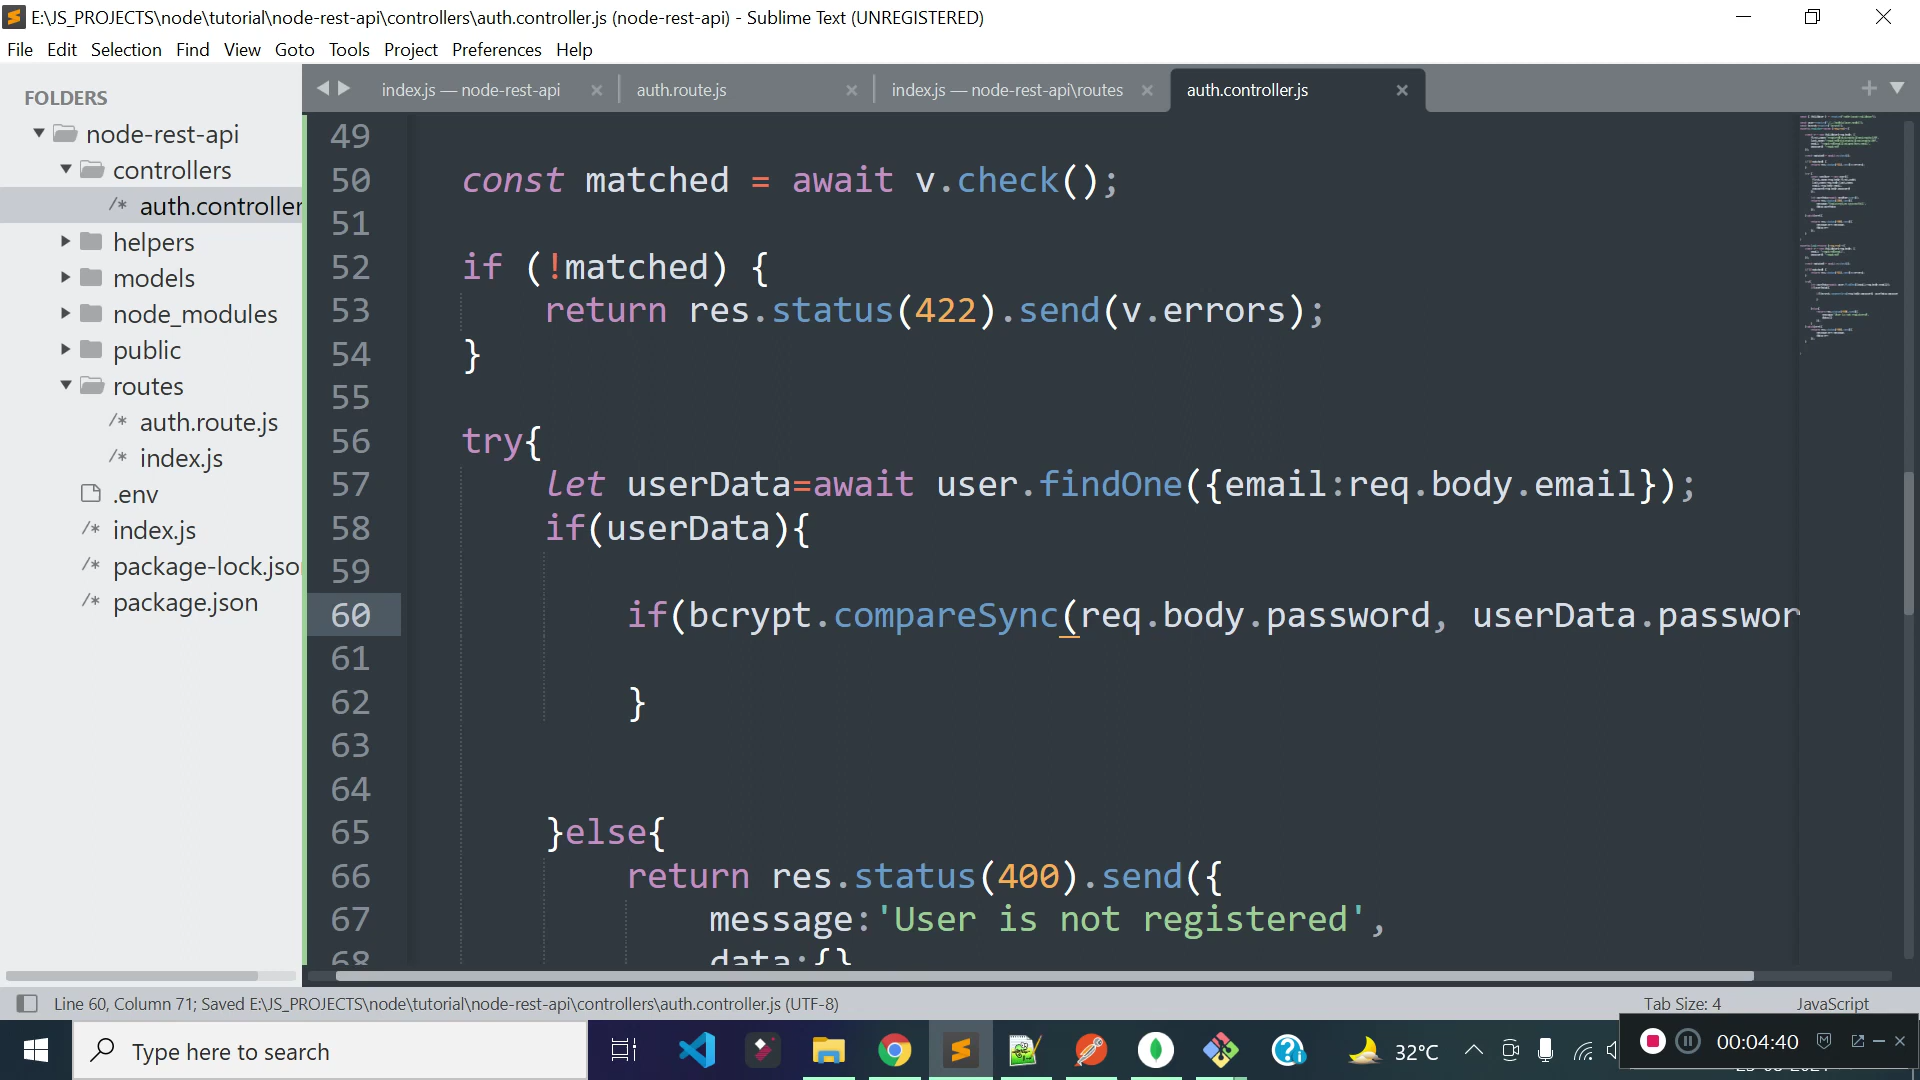 E:\JS_PROJECTS\node\tutorial\node-rest-api\controllers\auth.controller.js (node-rest-api) - Sublime Text (UNREGISTERED)
File Edit Selection Find View Goto Tools Project Preferences Help
FOLDERS
node-rest-api
controllers
/* auth.controller
helpers
models
node_modules
public
routes
/* auth.route.js
/* index.js
.env
/* index.js
/* package-lock.jso
/* package.json
index.js — node-rest-api
auth.route.js
index.js — node-rest-api\routes
auth.controller.js
49
50 const matched = await v.check();
51
52 if (!matched) {
53 return res.status(422).send(v.errors);
54 }
55
56 try{
57 let userData=await user.findOne({email:req.body.email});
58 if(userData){
59
60 if(bcrypt.compareSync(req.body.password, userData.passwor
61
62 }
63
64
65 }else{
66 return res.status(400).send({
67 message:'User is not registered',
68 data:{}
Line 60, Column 71; Saved E:\JS_PROJECTS\node\tutorial\node-rest-api\controllers\auth.controller.js (UTF-8)
Tab Size: 4
JavaScript
Type here to search
32°C
00:04:40